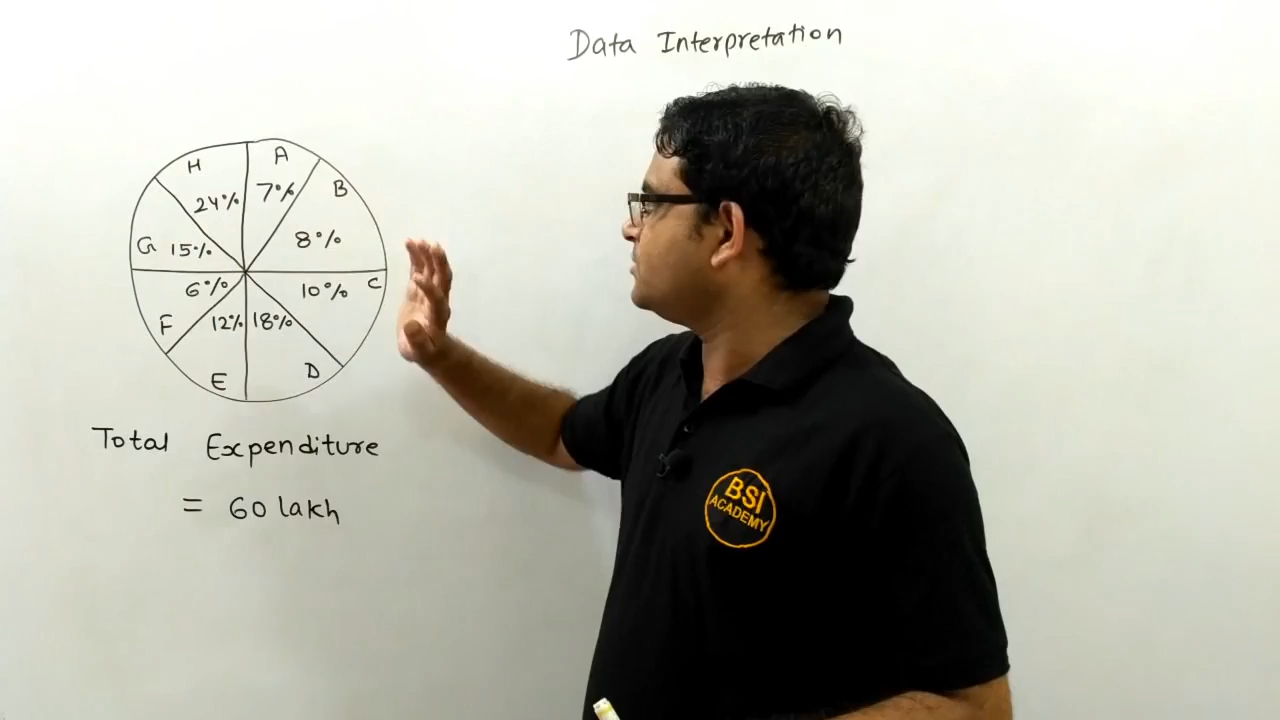 Data Interpretation
H
A
24%
7%
B
G 15%
8%
6%
10% C
F
12% 18%
E
D
Total Expenditure
= 60 lakh
BSI
ACADEMY